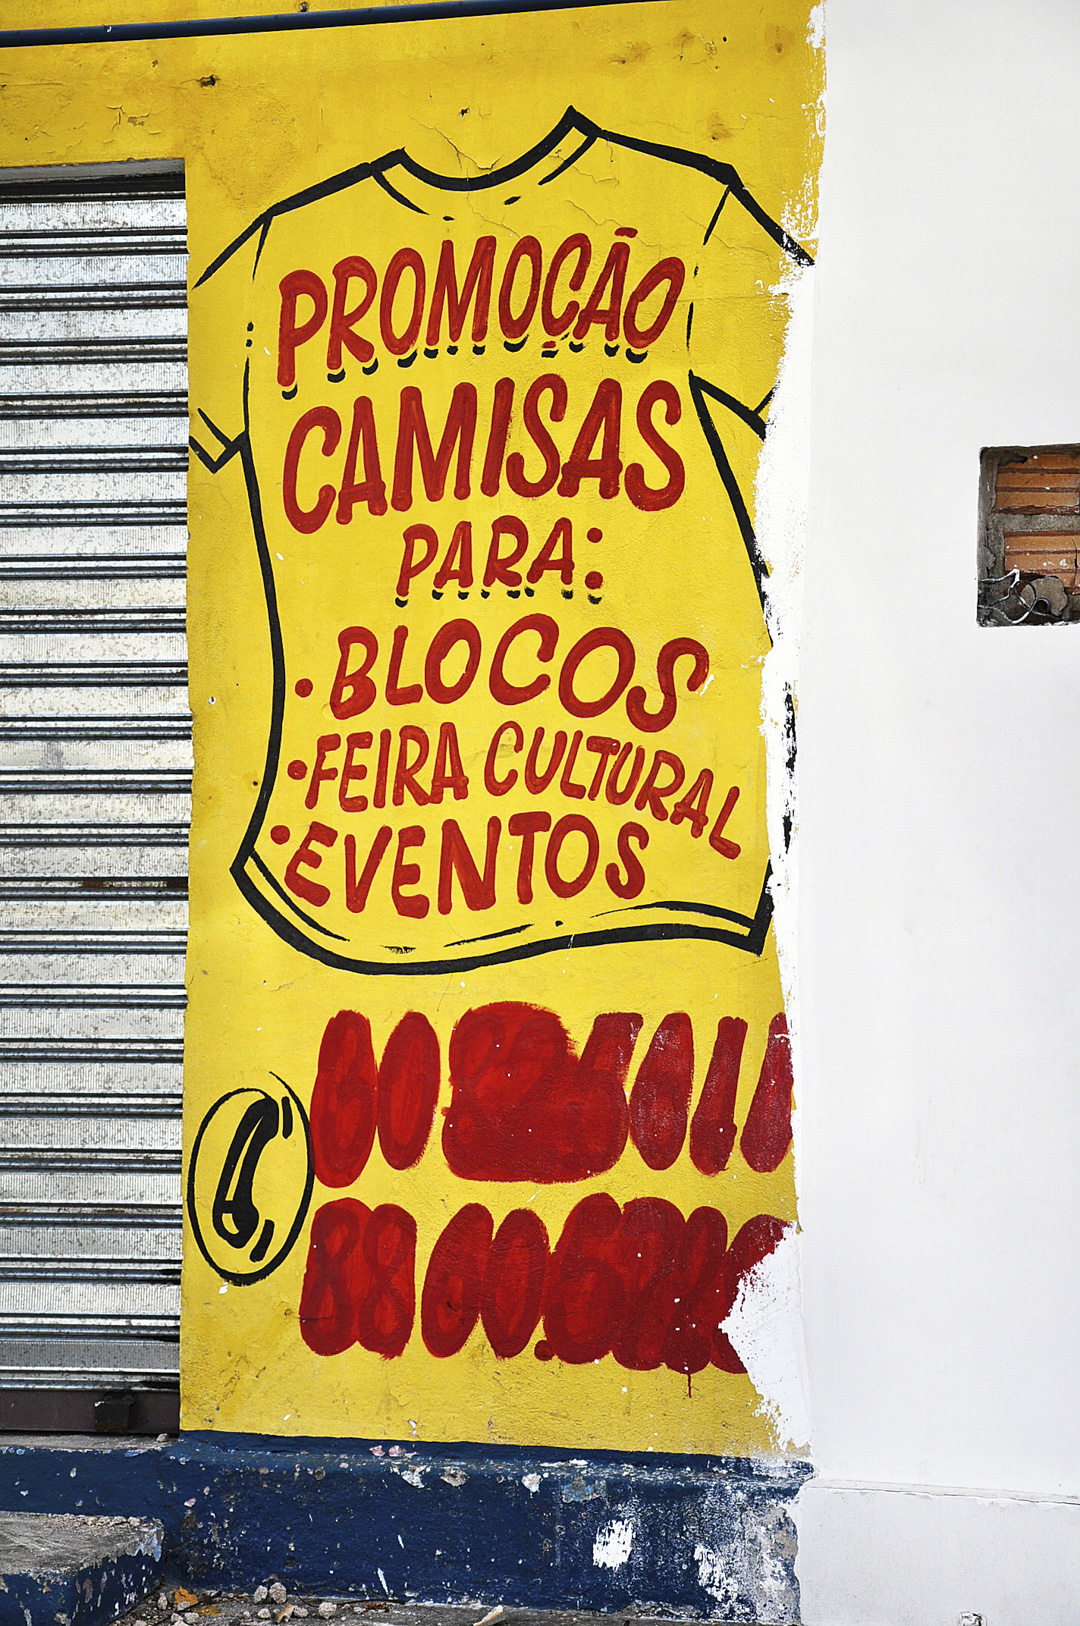 PROMOÇÃO
CAMISAS
PARA:
• BLOCOS
• FEIRA CULTURAL
• EVENTOS